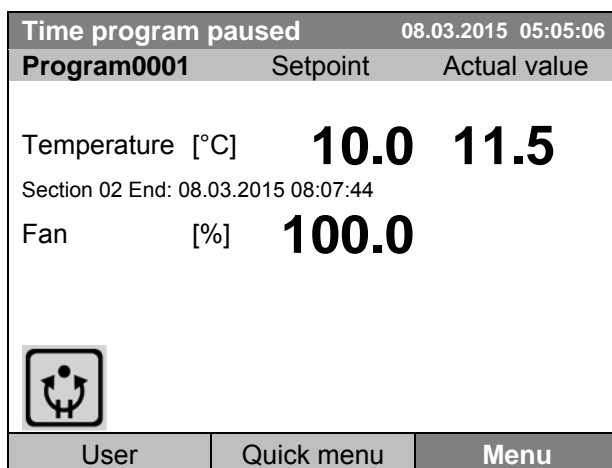 Time program paused 08.03.2015 05:05:06
Program0001 Setpoint Actual value
Temperature [°C] 10.0 11.5
Section 02 End: 08.03.2015 08:07:44
Fan [%] 100.0
User Quick menu Menu